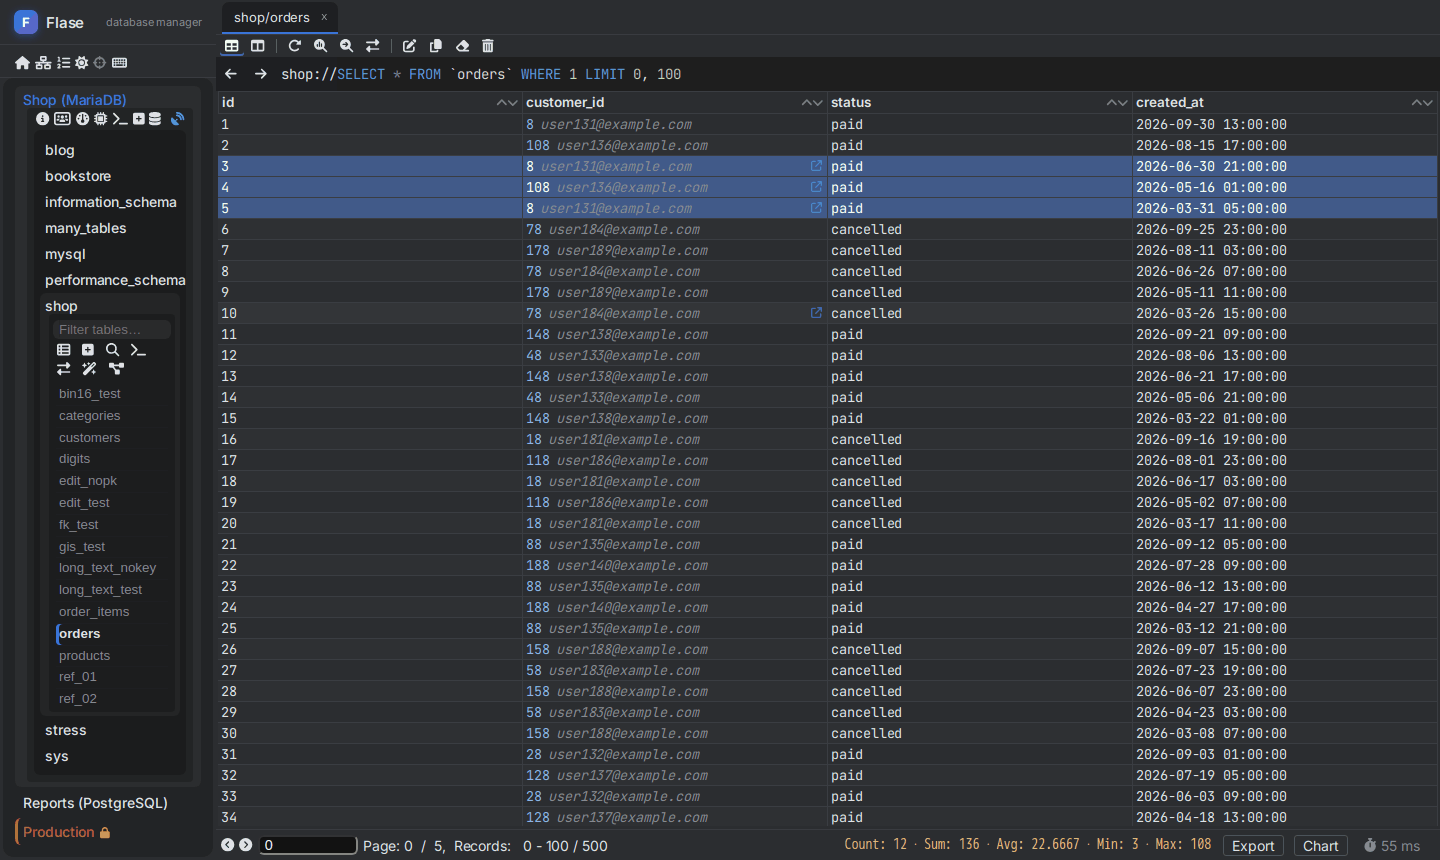 F Flase database manager
shop/orders x
shop://SELECT * FROM `orders` WHERE 1 LIMIT 0, 100
Shop (MariaDB)
blog
bookstore
information_schema
many_tables
mysql
performance_schema
shop
Filter tables…
bin16_test
categories
customers
digits
edit_nopk
edit_test
fk_test
gis_test
long_text_nokey
long_text_test
order_items
orders
products
ref_01
ref_02
stress
sys
Reports (PostgreSQL)
Production
id customer_id status created_at
1 8 user131@example.com paid 2026-09-30 13:00:00
2 108 user136@example.com paid 2026-08-15 17:00:00
3 8 user131@example.com paid 2026-06-30 21:00:00
4 108 user136@example.com paid 2026-05-16 01:00:00
5 8 user131@example.com paid 2026-03-31 05:00:00
6 78 user184@example.com cancelled 2026-09-25 23:00:00
7 178 user189@example.com cancelled 2026-08-11 03:00:00
8 78 user184@example.com cancelled 2026-06-26 07:00:00
9 178 user189@example.com cancelled 2026-05-11 11:00:00
10 78 user184@example.com cancelled 2026-03-26 15:00:00
11 148 user138@example.com paid 2026-09-21 09:00:00
12 48 user133@example.com paid 2026-08-06 13:00:00
13 148 user138@example.com paid 2026-06-21 17:00:00
14 48 user133@example.com paid 2026-05-06 21:00:00
15 148 user138@example.com paid 2026-03-22 01:00:00
16 18 user181@example.com cancelled 2026-09-16 19:00:00
17 118 user186@example.com cancelled 2026-08-01 23:00:00
18 18 user181@example.com cancelled 2026-06-17 03:00:00
19 118 user186@example.com cancelled 2026-05-02 07:00:00
20 18 user181@example.com cancelled 2026-03-17 11:00:00
21 88 user135@example.com paid 2026-09-12 05:00:00
22 188 user140@example.com paid 2026-07-28 09:00:00
23 88 user135@example.com paid 2026-06-12 13:00:00
24 188 user140@example.com paid 2026-04-27 17:00:00
25 88 user135@example.com paid 2026-03-12 21:00:00
26 158 user188@example.com cancelled 2026-09-07 15:00:00
27 58 user183@example.com cancelled 2026-07-23 19:00:00
28 158 user188@example.com cancelled 2026-06-07 23:00:00
29 58 user183@example.com cancelled 2026-04-23 03:00:00
30 158 user188@example.com cancelled 2026-03-08 07:00:00
31 28 user132@example.com paid 2026-09-03 01:00:00
32 128 user137@example.com paid 2026-07-19 05:00:00
33 28 user132@example.com paid 2026-06-03 09:00:00
34 128 user137@example.com paid 2026-04-18 13:00:00
0 Page: 0 / 5, Records: 0 - 100 / 500 Count: 12 · Sum: 136 · Avg: 22.6667 · Min: 3 · Max: 108 Export Chart 55 ms